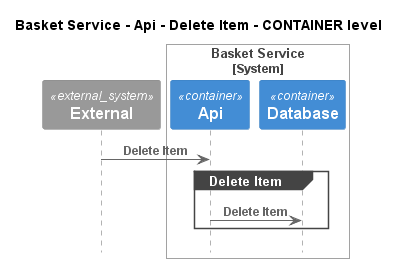 Basket Service - Api - Delete Item - CONTAINER level
Basket Service
[System]
«external_system»
External
«container»
Api
«container»
Database
Delete Item
Delete Item
Delete Item